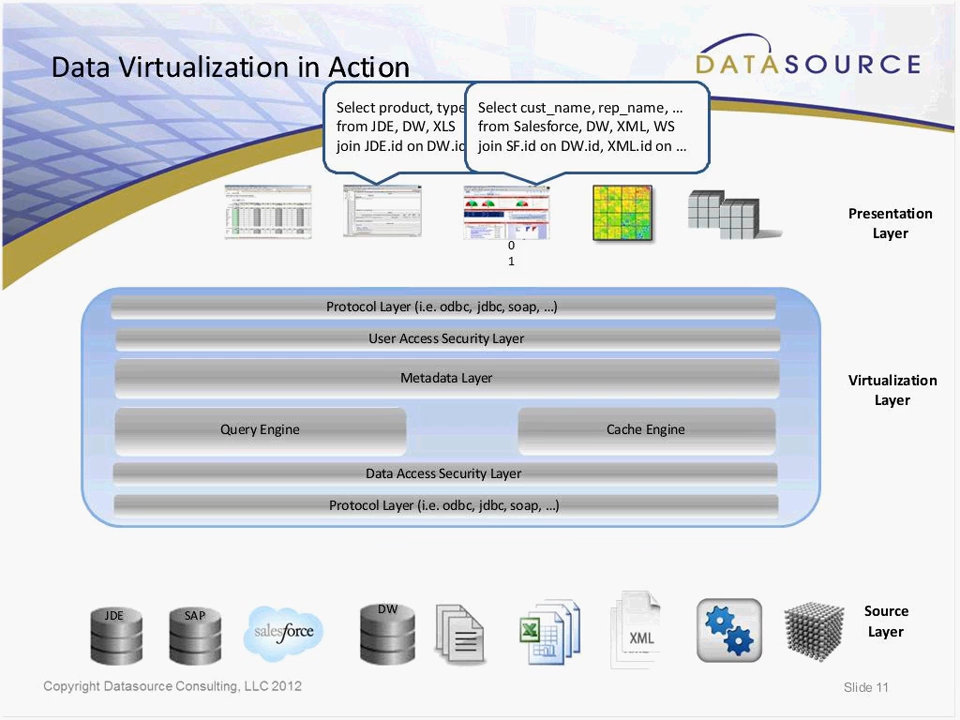 Data Virtualization in Action
DATASOURCE
Select product, type
from JDE, DW, XLS
join JDE.id on DW.id
Select cust_name, rep_name, …
from Salesforce, DW, XML, WS
join SF.id on DW.id, XML.id on …
0
1
Presentation
Layer
Protocol Layer (i.e. odbc, jdbc, soap, …)
User Access Security Layer
Metadata Layer
Query Engine
Cache Engine
Data Access Security Layer
Protocol Layer (i.e. odbc, jdbc, soap, …)
Virtualization
Layer
JDE
SAP
salesforce
DW
XML
Source
Layer
Copyright Datasource Consulting, LLC 2012
Slide 11